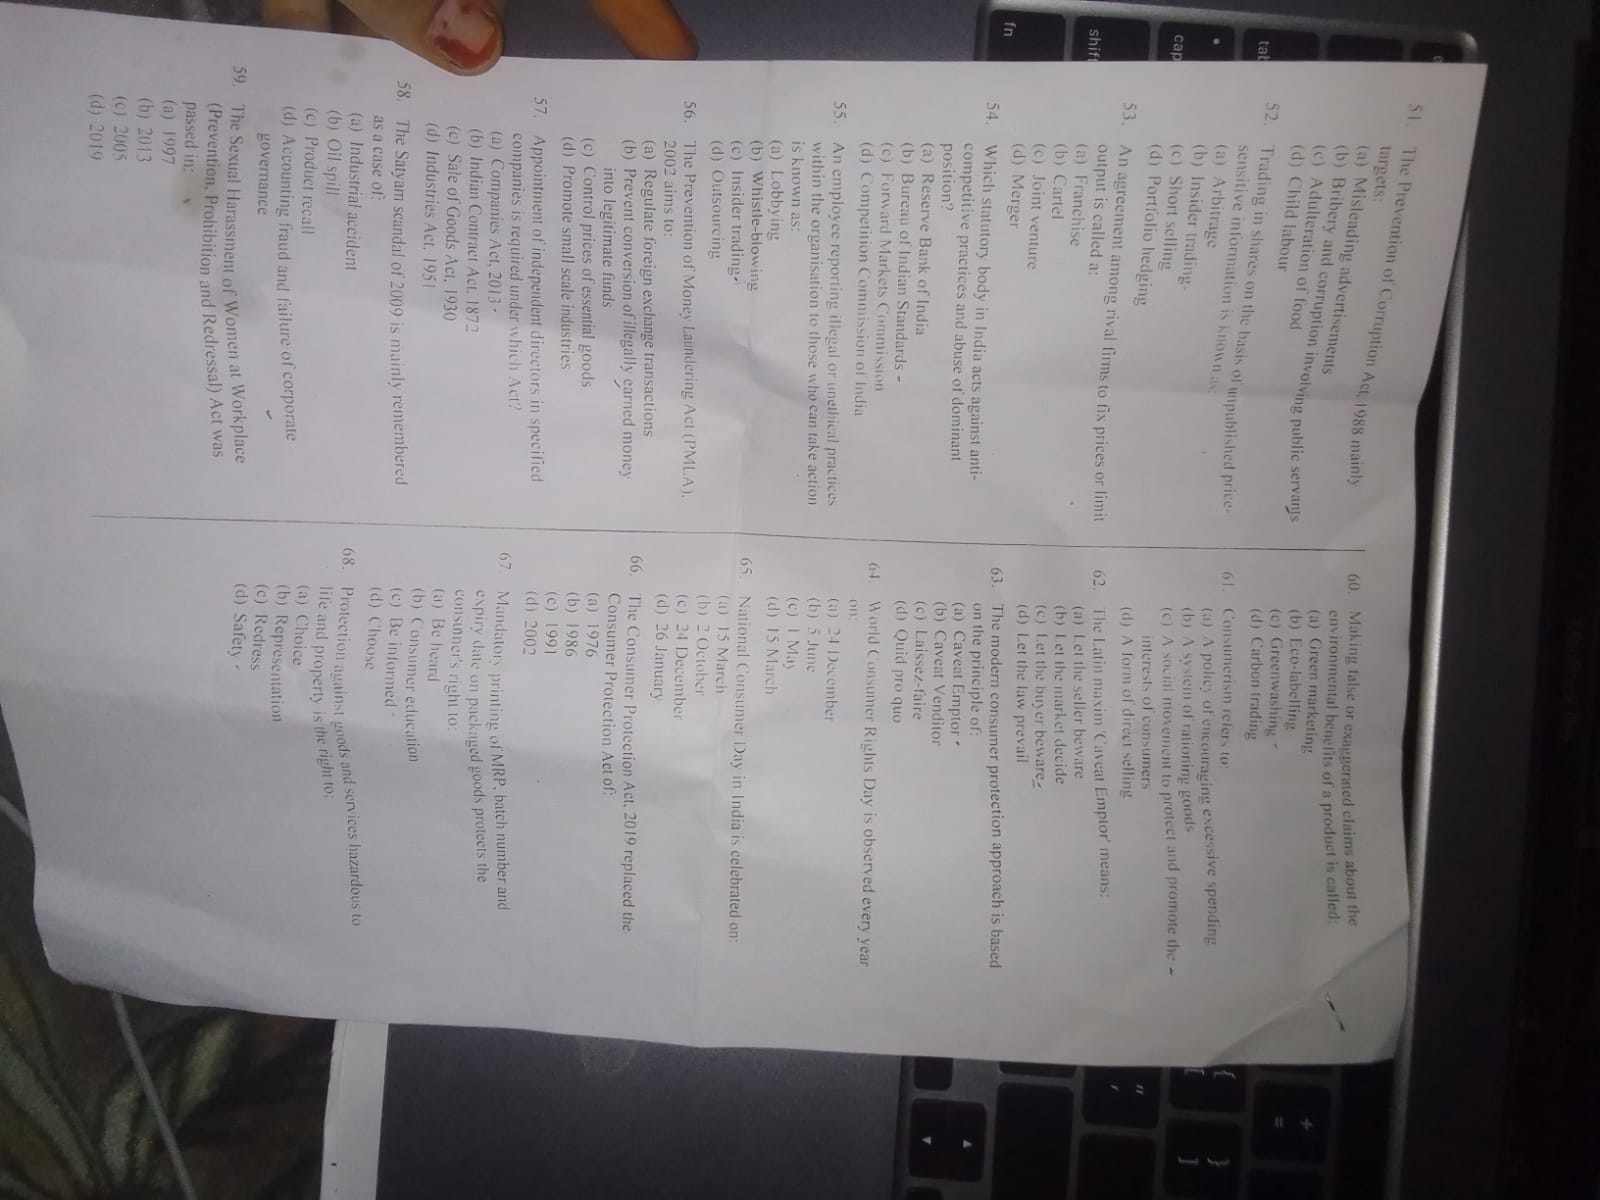 51. The Prevention of Corruption Act, 1988 mainly
targets:
(a) Misleading advertisements
(b) Bribery and corruption
(c) Adulteration of food involving public servants
(d) Child labour
52. Trading in shares on the basis of unpublished price-
sensitive information is known as:
(a) Arbitrage
(b) Insider trading
(c) Short selling
(d) Portfolio hedging
53. An agreement among rival firms to fix prices or limit
output is called a:
(a) Francise
(b) Cartel
(c) Joint venture
(d) Merger
54. Which statutory body in India acts against anti-
competitive practices and abuse of dominant
position?
(a) Reserve Bank of India
(b) Bureau of Indian Standards
(c) Forward Markets Commission
(d) Competition Commission of India
55. An employee reporting illegal or unethical practices
within the organisation to those who can take action
is known as:
(a) Lobbying
(b) Whistle-blowing
(c) Insider trading
(d) Outsourcing
56. The Prevention of Money Laundering Act (PMLA),
2002 aims to:
(a) Regulate foreign exchange transactions
(b) Prevent conversion of illegally earned money
into legitimate funds
(c) Control prices of essential goods
(d) Promote small scale industries
57. Appointment of independent directors in specified
companies is required under which Act?
(a) Companies Act, 2013
(b) Indian Contract Act, 1872
(c) Sale of Goods Act, 1930
(d) Industries Act, 1951
58. The Satyam scandal of 2009 is mainly remembered
as a case of:
(a) Industrial accident
(b) Oil spill
(c) Product recall
(d) Accounting fraud and failure of corporate
governance
59. The Sexual Harassment of Women at Workplace
(Prevention, Prohibition and Redressal) Act was
passed in:
(a) 1997
(b) 2013
(c) 2005
(d) 2019
60. Making false or exaggerated claims about the
environmental benefits of a product is called:
(a) Green marketing
(b) Eco-labelling
(c) Greenwashing
(d) Carbon trading
61. Consumerism refers to:
(a) A policy of encouraging excessive spending
(b) A system of rationing goods
(c) A social movement to protect and promote the
interests of consumers
(d) A form of direct selling
62. The Latin maxim 'Caveat Emptor' means:
(a) Let the seller beware
(b) Let the market decide
(c) Let the buyer beware
(d) Let the law prevail
63. The modern consumer protection approach is based
on the principle of:
(a) Caveat Emptor
(b) Caveat Venditor
(c) Laissez-faire
(d) Quid pro quo
64. World Consumer Rights Day is observed every year
on:
(a) 24 December
(b) 5 June
(c) 1 May
(d) 15 March
65. National Consumer Day in India is celebrated on:
(a) 15 March
(b) 2 October
(c) 24 December
(d) 26 January
66. The Consumer Protection Act, 2019 replaced the
Consumer Protection Act of:
(a) 1976
(b) 1986
(c) 1991
(d) 2002
67. Mandatory printing of MRP, batch number and
expiry date on packaged goods protects the
consumer's right to:
(a) Be heard
(b) Consumer education
(c) Be informed
(d) Choose
68. Protection against goods and services hazardous to
life and property is the right to:
(a) Choice
(b) Representation
(c) Redress
(d) Safety
tab
cap
shift
fn